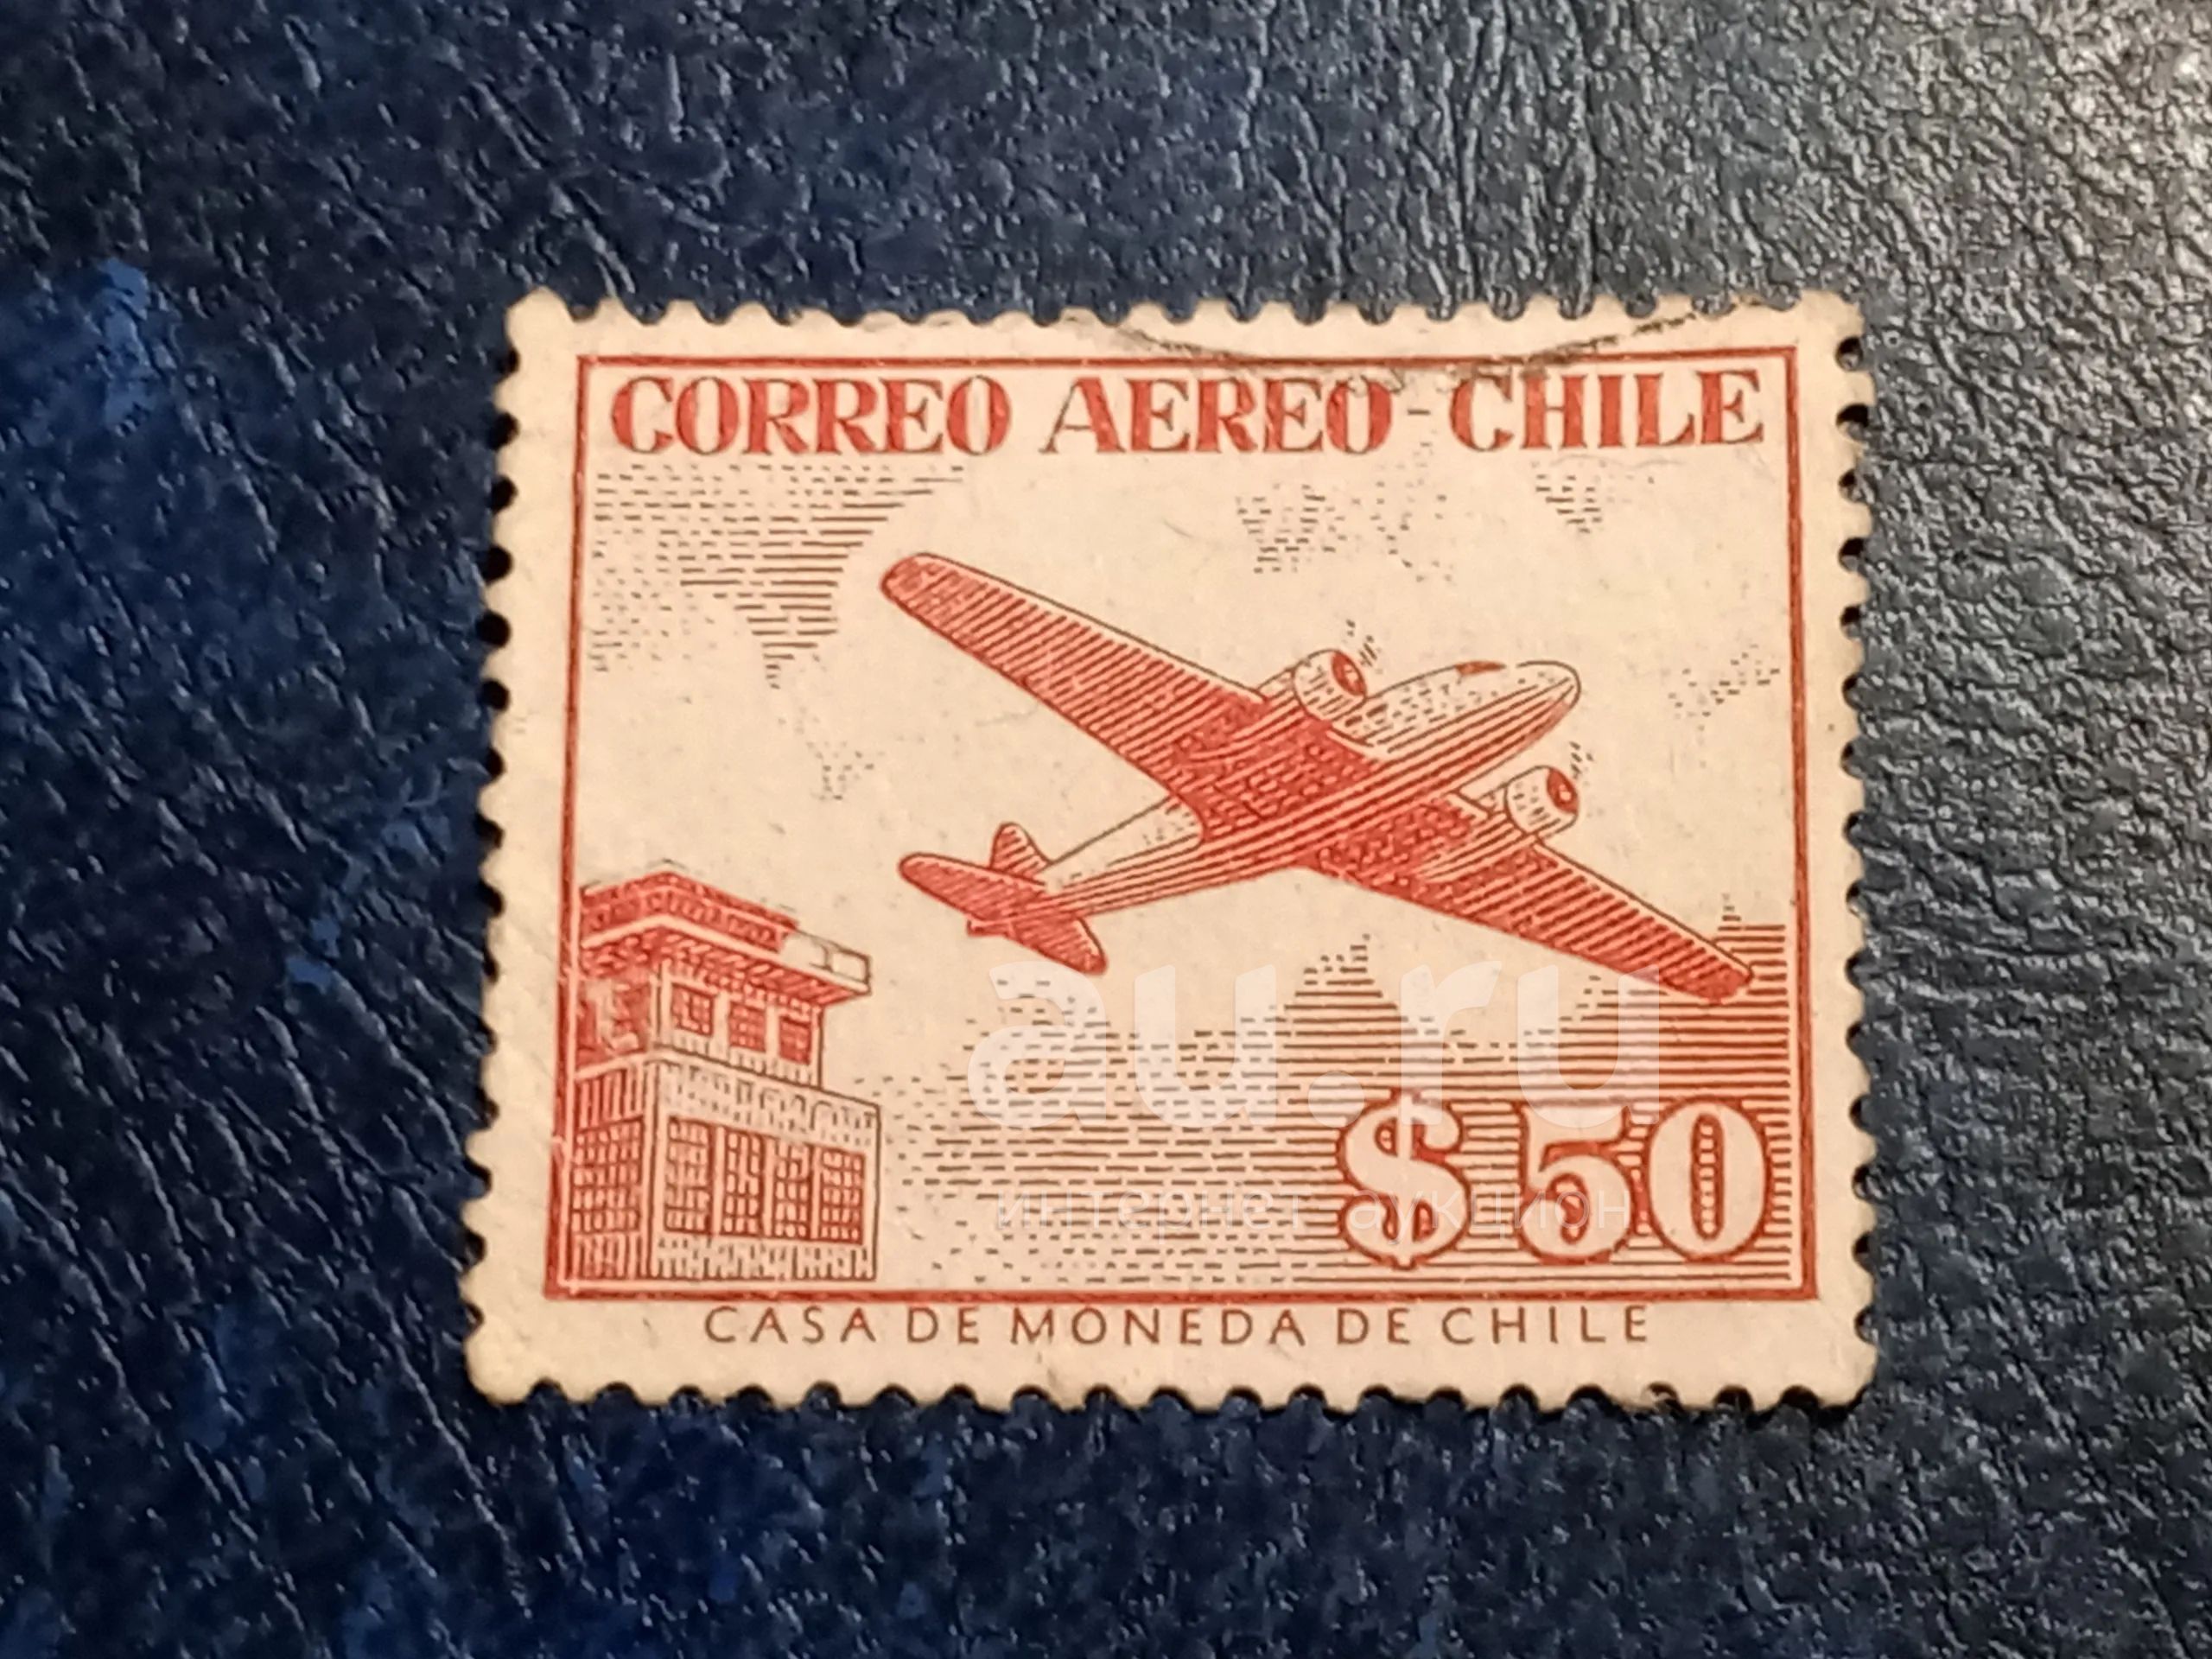 CORREO AEREO-CHILE
au.ru
интернет аукцион
$50
CASA DE MONEDA DE CHILE